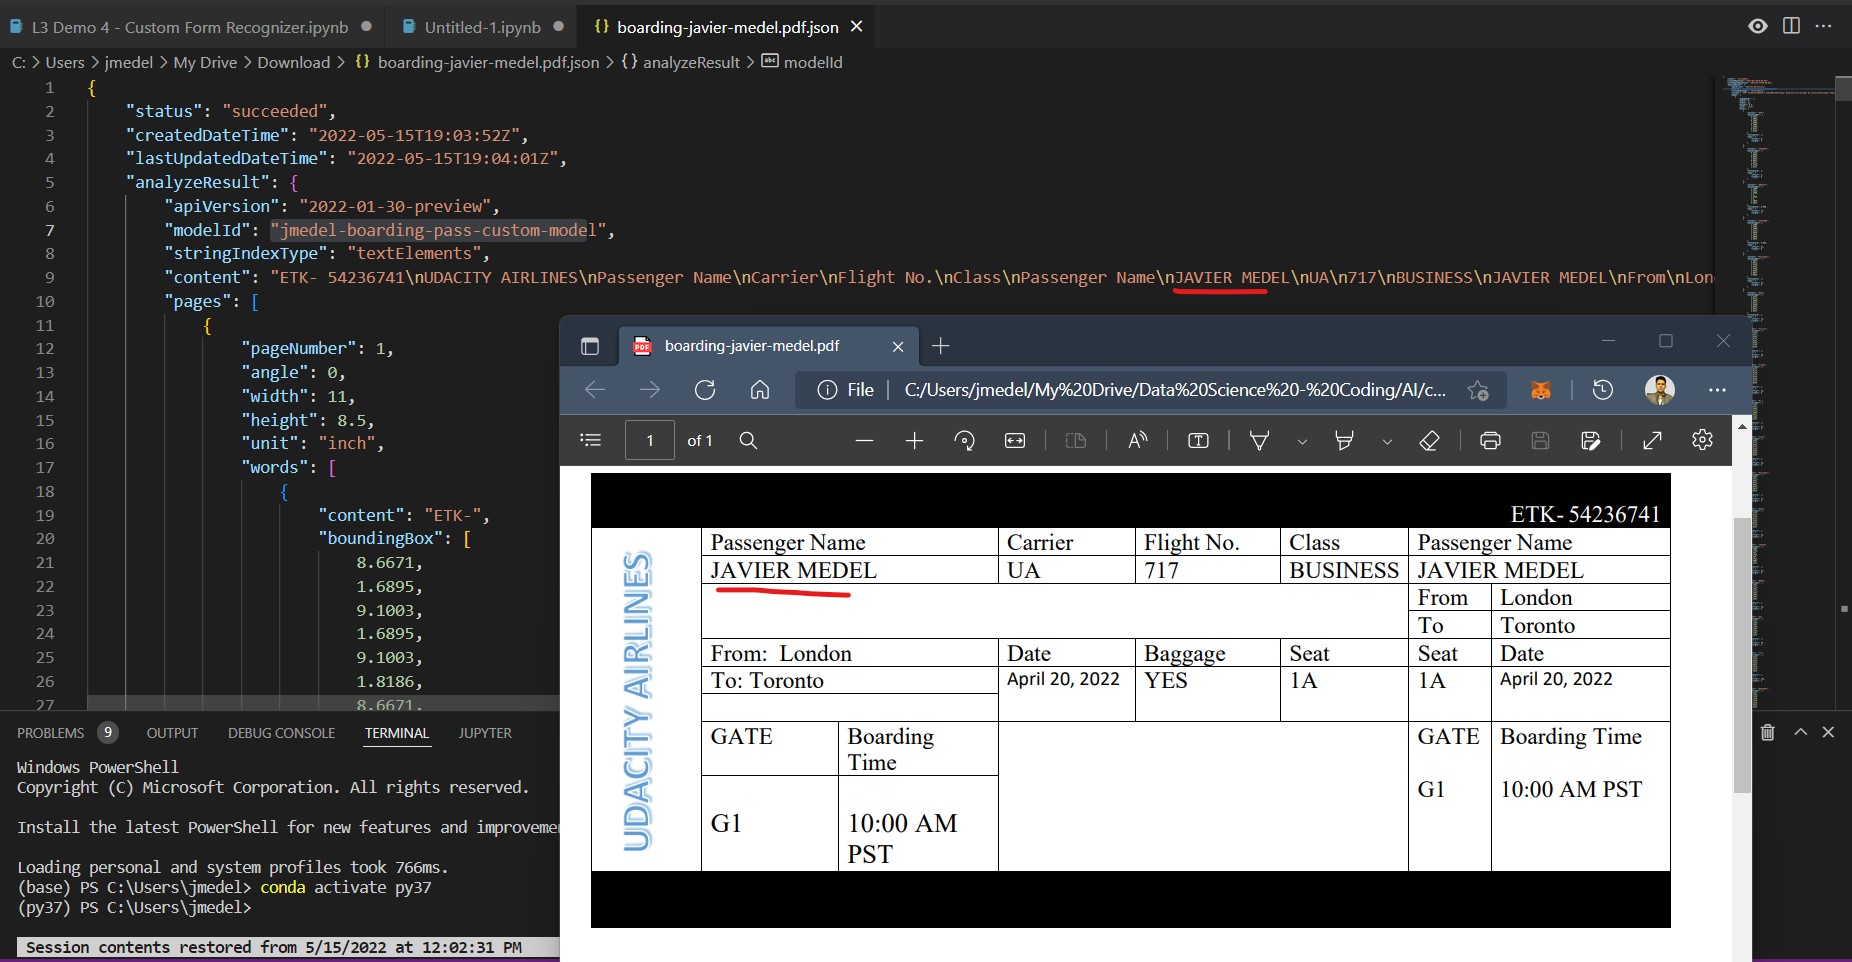 L3 Demo 4 - Custom Form Recognizer.ipynb
Untitled-1.ipynb
{} boarding-javier-medel.pdf.json
C: > Users > jmedel > My Drive > Download > {} boarding-javier-medel.pdf.json > {} analyzeResult > abc modelId
1 {
2 "status": "succeeded",
3 "createdDateTime": "2022-05-15T19:03:52Z",
4 "lastUpdatedDateTime": "2022-05-15T19:04:01Z",
5 "analyzeResult": {
6 "apiVersion": "2022-01-30-preview",
7 "modelId": "jmedel-boarding-pass-custom-model",
8 "stringIndexType": "textElements",
9 "content": "ETK- 54236741\nUDACITY AIRLINES\nPassenger Name\nCarrier\nFlight No.\nClass\nPassenger Name\nJAVIER MEDEL\nUA\n717\nBUSINESS\nJAVIER MEDEL\nFrom\nLon
10 "pages": [
11 {
12 "pageNumber": 1,
13 "angle": 0,
14 "width": 11,
15 "height": 8.5,
16 "unit": "inch",
17 "words": [
18 {
19 "content": "ETK-",
20 "boundingBox": [
21 8.6671,
22 1.6895,
23 9.1003,
24 1.6895,
25 9.1003,
26 1.8186,
27 8.6671,
PROBLEMS 9 OUTPUT DEBUG CONSOLE TERMINAL JUPYTER
Windows PowerShell
Copyright (C) Microsoft Corporation. All rights reserved.
Install the latest PowerShell for new features and improveme
Loading personal and system profiles took 766ms.
(base) PS C:\Users\jmedel> conda activate py37
(py37) PS C:\Users\jmedel>
Session contents restored from 5/15/2022 at 12:02:31 PM
PDF boarding-javier-medel.pdf
File C:/Users/jmedel/My%20Drive/Data%20Science%20-%20Coding/AI/c...
1 of 1
ETK- 54236741
UDACITY AIRLINES
Passenger Name Carrier Flight No. Class Passenger Name
JAVIER MEDEL UA 717 BUSINESS JAVIER MEDEL
From London
To Toronto
From: London Date Baggage Seat Seat Date
To: Toronto April 20, 2022 YES 1A 1A April 20, 2022
GATE Boarding Time GATE Boarding Time
G1 10:00 AM PST G1 10:00 AM PST